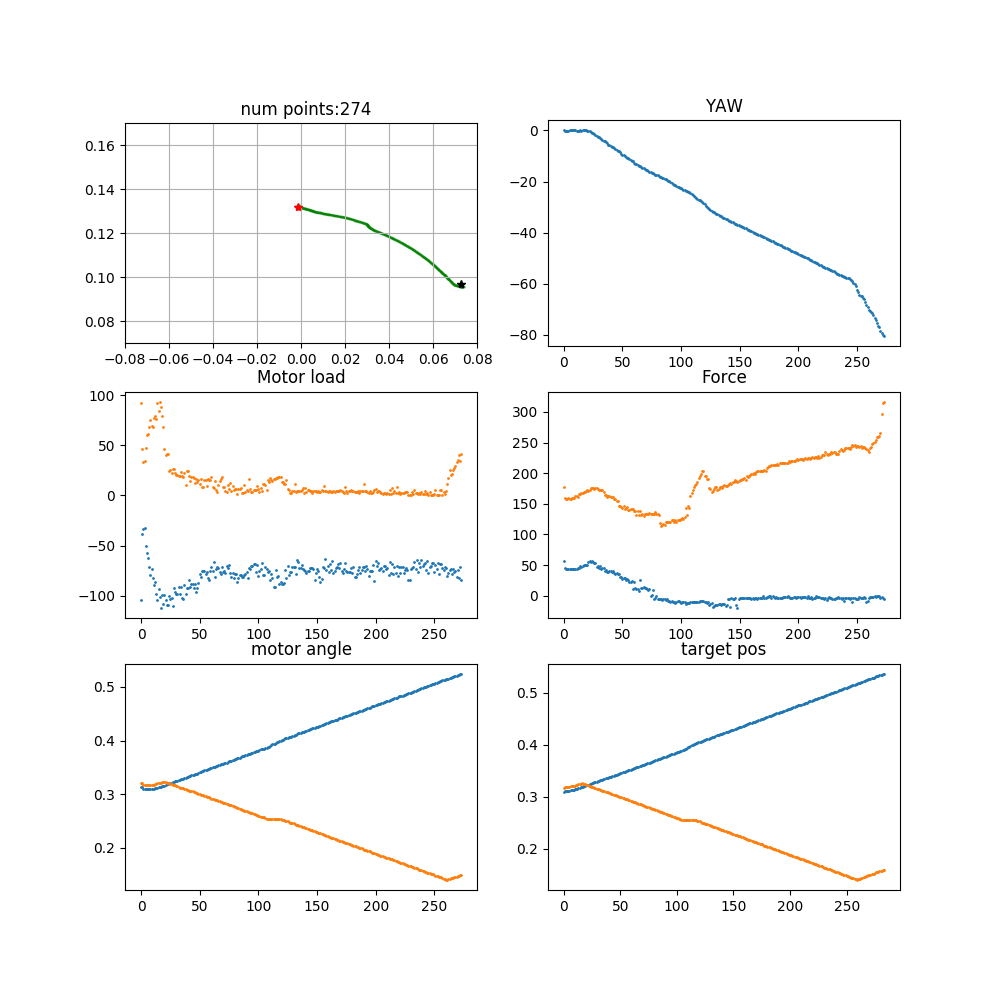 num points:274
0.16
0.14
0.12
0.10
0.08
−0.08 −0.06 −0.04 −0.02 0.00 0.02 0.04 0.06 0.08
YAW
0
−20
−40
−60
−80
0 50 100 150 200 250
Motor load
100
50
0
−50
−100
0 50 100 150 200 250
Force
300
250
200
150
100
50
0
0 50 100 150 200 250
motor angle
0.5
0.4
0.3
0.2
0 50 100 150 200 250
target pos
0.5
0.4
0.3
0.2
0 50 100 150 200 250